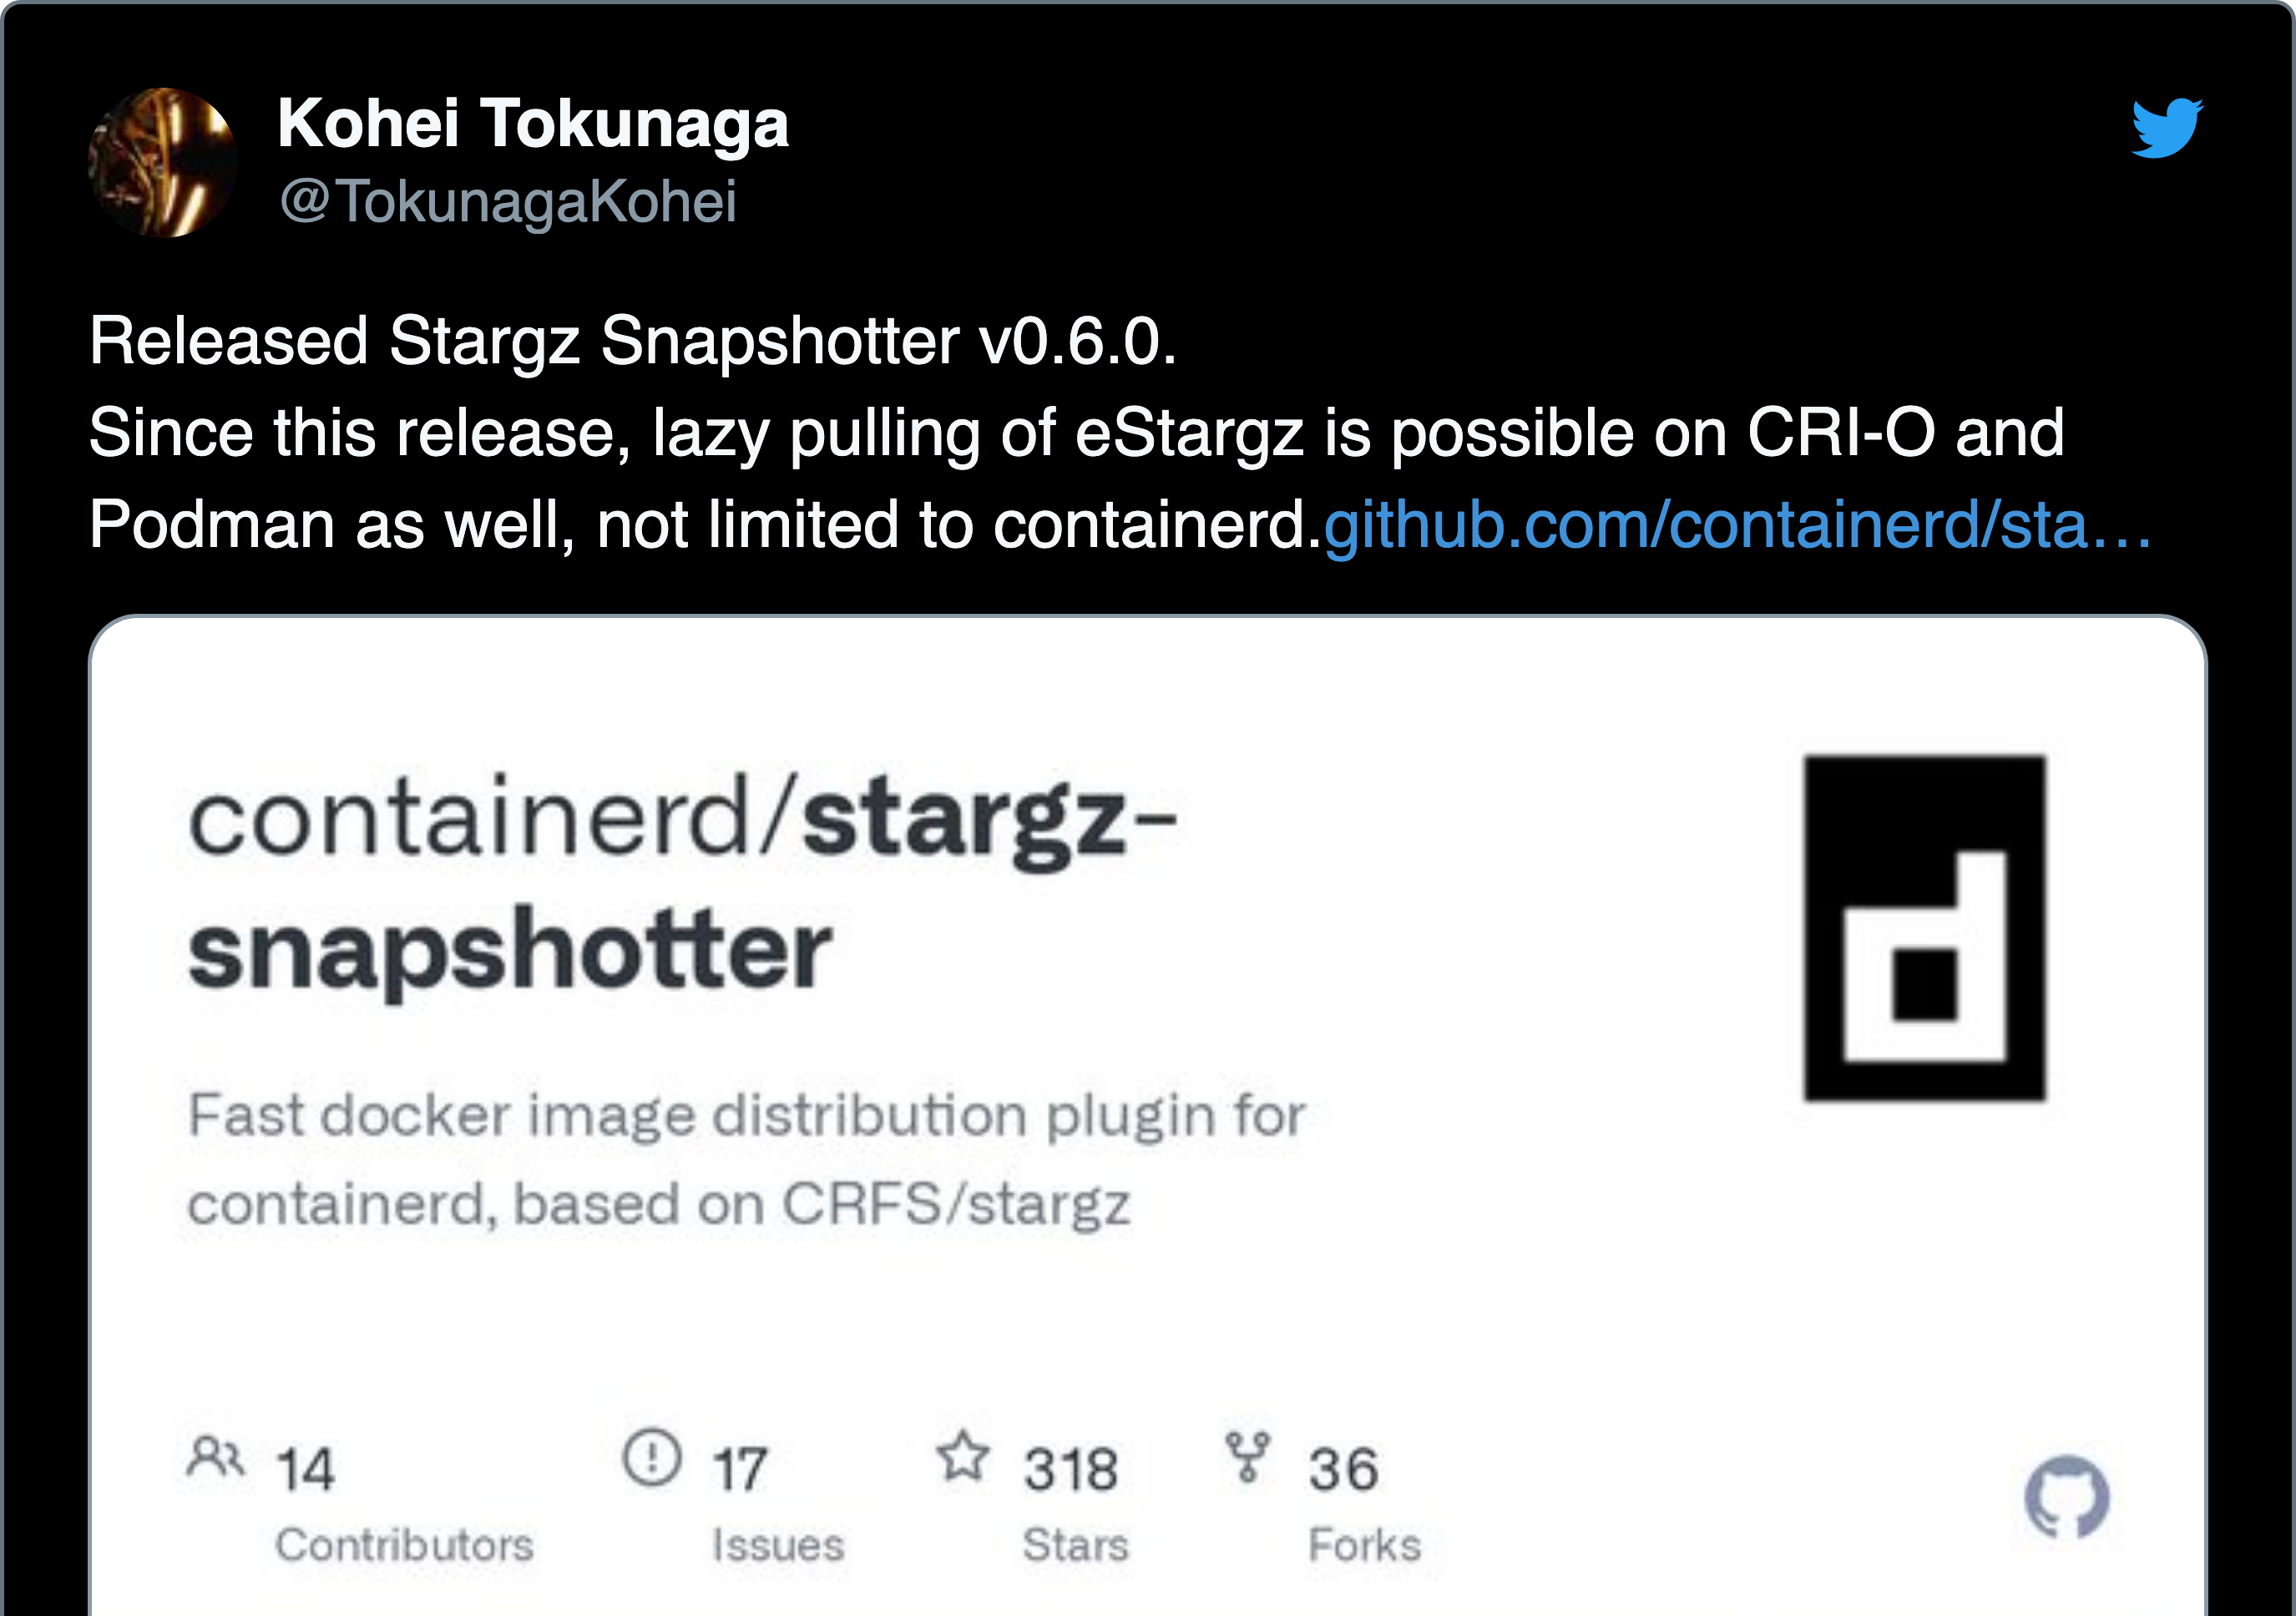 Kohei Tokunaga
@TokunagaKohei
Released Stargz Snapshotter v0.6.0.
Since this release, lazy pulling of eStargz is possible on CRI-O and
Podman as well, not limited to containerd.github.com/containerd/sta…
containerd/stargz-
snapshotter
Fast docker image distribution plugin for
containerd, based on CRFS/stargz
14 17 318 36
Contributors Issues Stars Forks